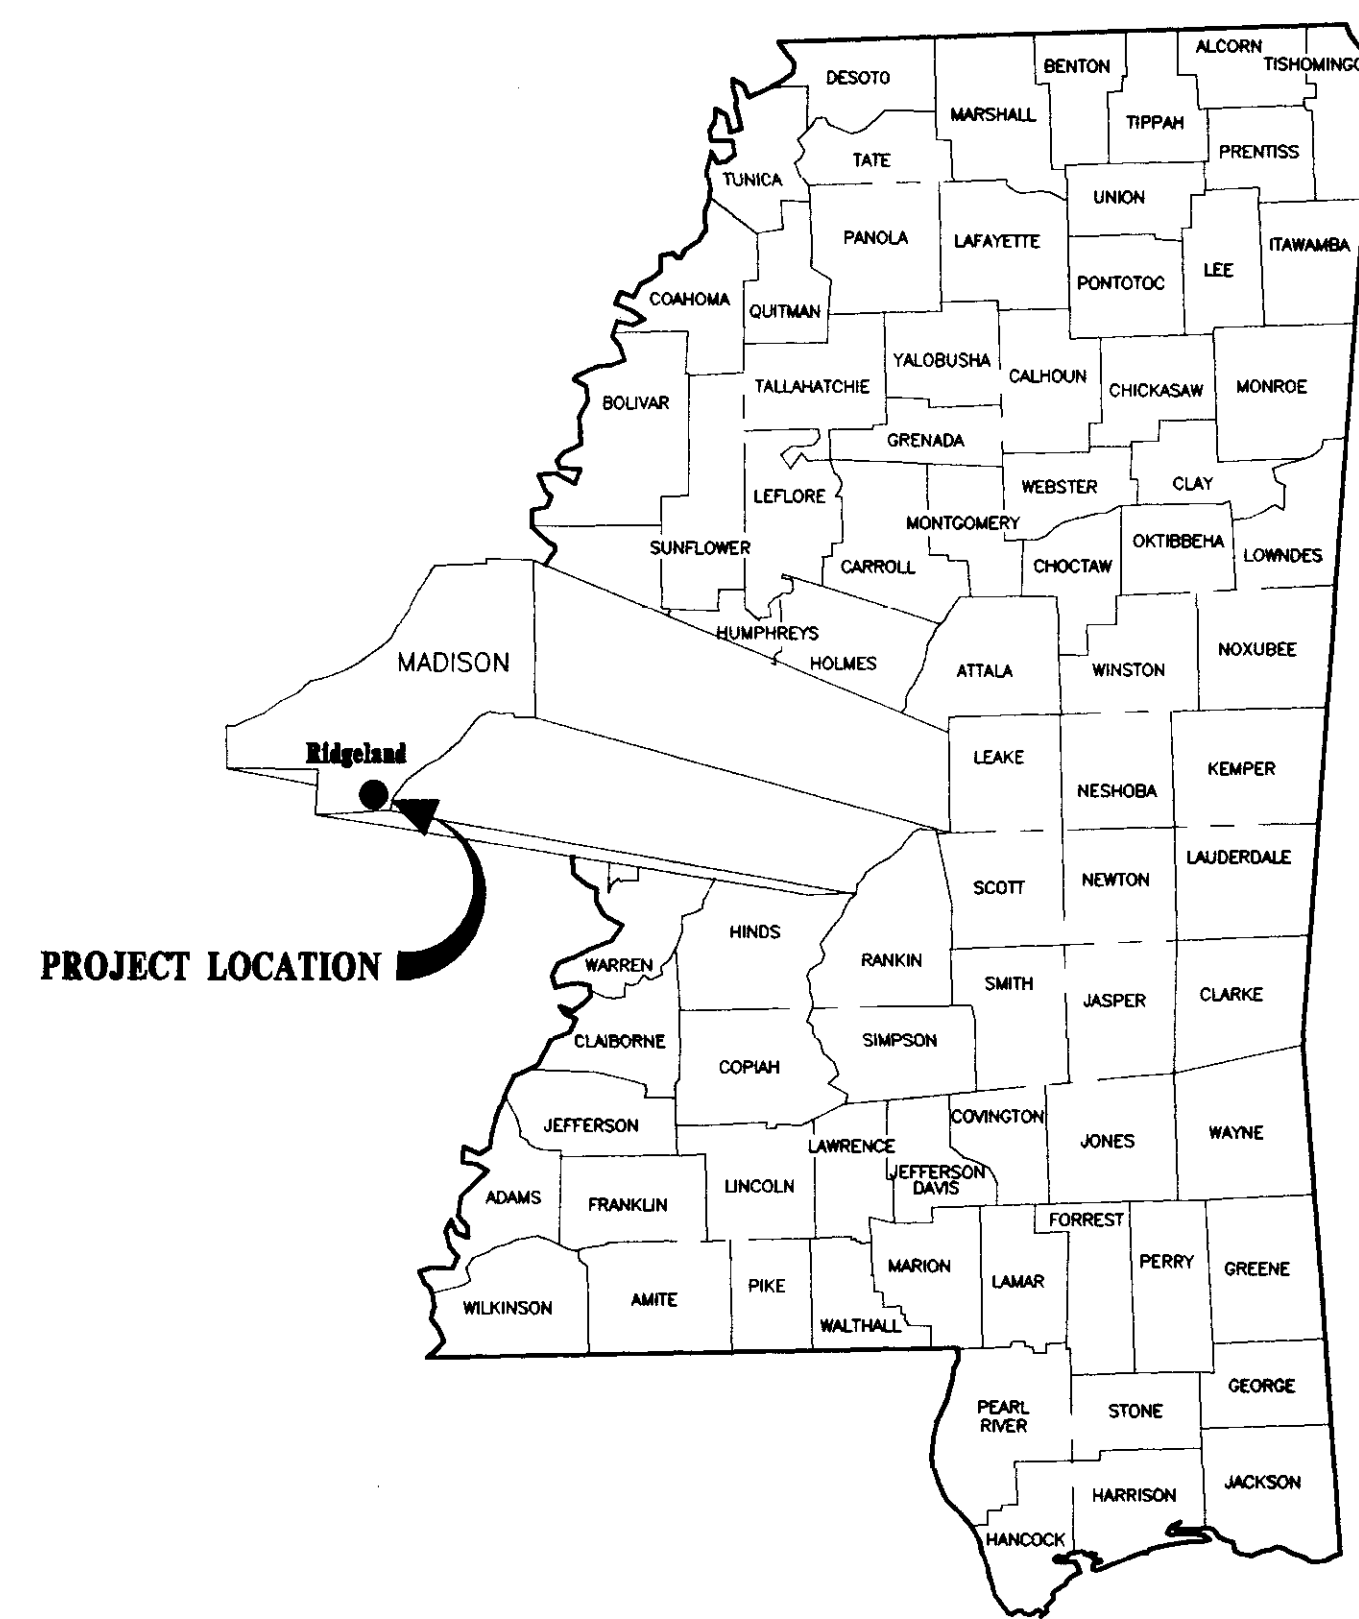 ALCORN
BENTON
TISHOMINGO
DESOTO
MARSHALL
TIPPAH
PRENTISS
TATE
TUNICA
UNION
PANOLA
LAFAYETTE
ITAWAMBA
LEE
PONTOTOC
COAHOMA
QUITMAN
YALOBUSHA
CALHOUN
TALLAHATCHIE
CHICKASAW
MONROE
BOLIVAR
GRENADA
WEBSTER
CLAY
LEFLORE
MONTGOMERY
OKTIBBEHA
SUNFLOWER
LOWNDES
CARROLL
CHOCTAW
HUMPHREYS
NOXUBEE
MADISON
HOLMES
ATTALA
WINSTON
Ridgeland
LEAKE
KEMPER
NESHOBA
LAUDERDALE
SCOTT
NEWTON
HINDS
RANKIN
PROJECT LOCATION
WARREN
SMITH
JASPER
CLARKE
CLAIBORNE
SIMPSON
COPIAH
COVINGTON
JEFFERSON
LAWRENCE
JONES
WAYNE
JEFFERSON
DAVIS
LINCOLN
ADAMS
FRANKLIN
FORREST
MARION
PERRY
GREENE
LAMAR
PIKE
AMITE
WILKINSON
WALTHALL
GEORGE
PEARL
RIVER
STONE
JACKSON
HARRISON
HANCOCK